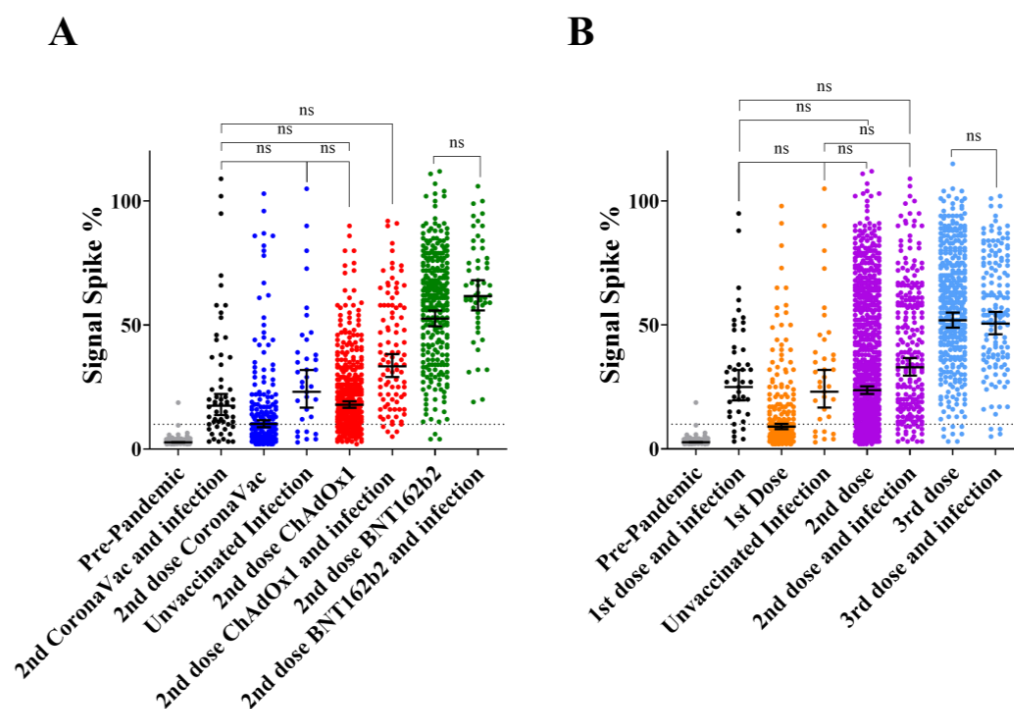 A
ns
ns
ns
ns
ns
Signal Spike %
100
50
0
Pre-Pandemic
2nd CoronaVac and infection
2nd dose CoronaVac
Unvaccinated Infection
2nd dose ChAdOx1
2nd dose ChAdOx1 and infection
2nd dose BNT162b2
2nd dose BNT162b2 and infection
B
ns
ns
ns
ns
ns
ns
Signal Spike %
100
50
0
Pre-Pandemic
1st dose and infection
1st Dose
Unvaccinated Infection
2nd dose
2nd dose and infection
3rd dose
3rd dose and infection